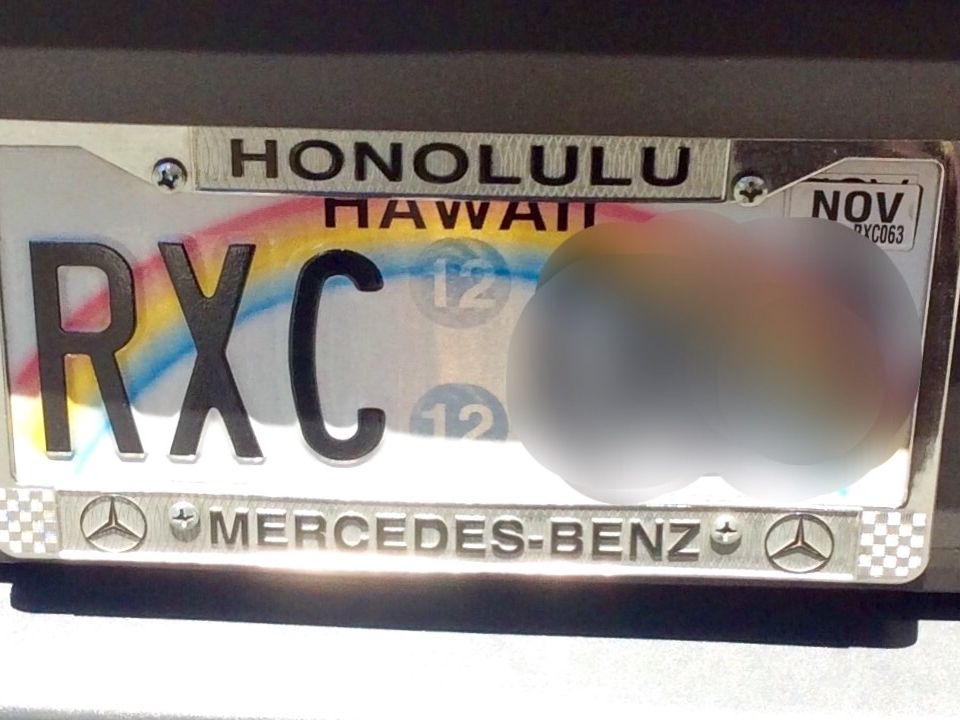 HONOLULU
HAWAII
NOV
RXC063
RXC
12
12
MERCEDES-BENZ